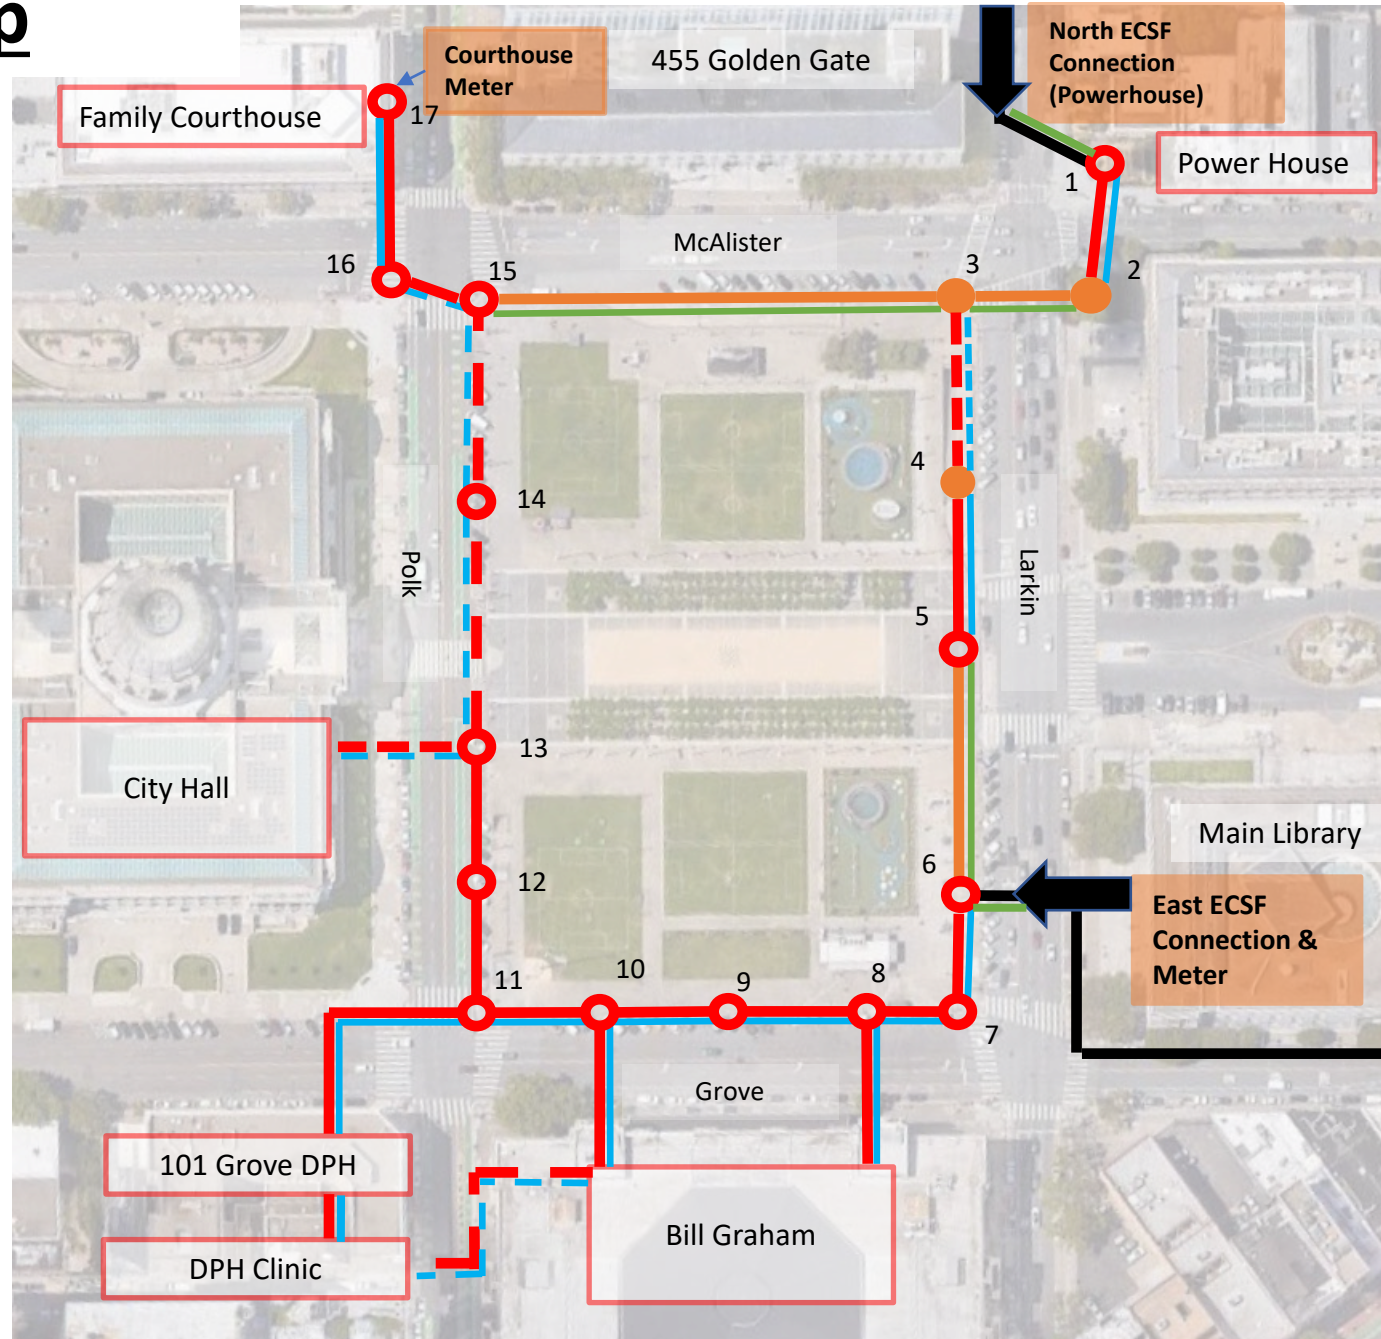 p
Courthouse
Meter
455 Golden Gate
North ECSF
Connection
(Powerhouse)
Family Courthouse
17
1
Power House
McAlister
16
15
3
2
14
4
Polk
Larkin
5
13
City Hall
12
6
Main Library
East ECSF
Connection &
Meter
11
10
9
8
7
Grove
101 Grove DPH
Bill Graham
DPH Clinic